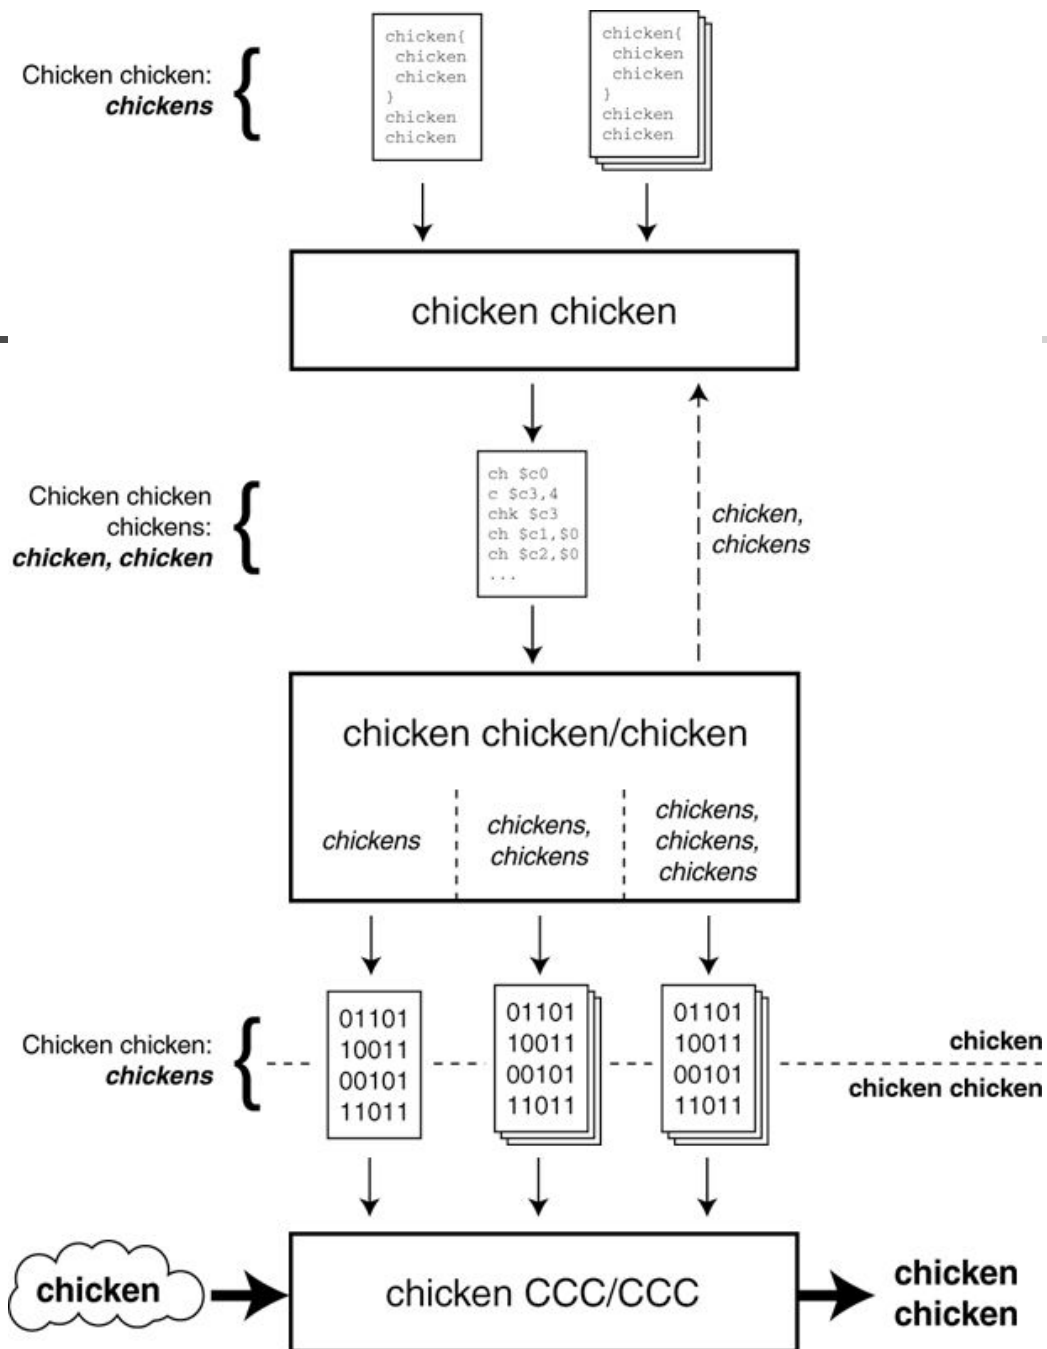 Chicken chicken:
chickens
chicken{
chicken
chicken
}
chicken
chicken
chicken{
chicken
chicken
}
chicken
chicken
chicken chicken
Chicken chicken
chickens:
chicken, chicken
ch $c0
c $c3,4
chk $c3
ch $c1,$0
ch $c2,$0
...
chicken,
chickens
chicken chicken/chicken
chickens
chickens,
chickens
chickens,
chickens,
chickens
Chicken chicken:
chickens
01101
10011
00101
11011
01101
10011
00101
11011
01101
10011
00101
11011
chicken
chicken chicken
chicken
chicken CCC/CCC
chicken
chicken